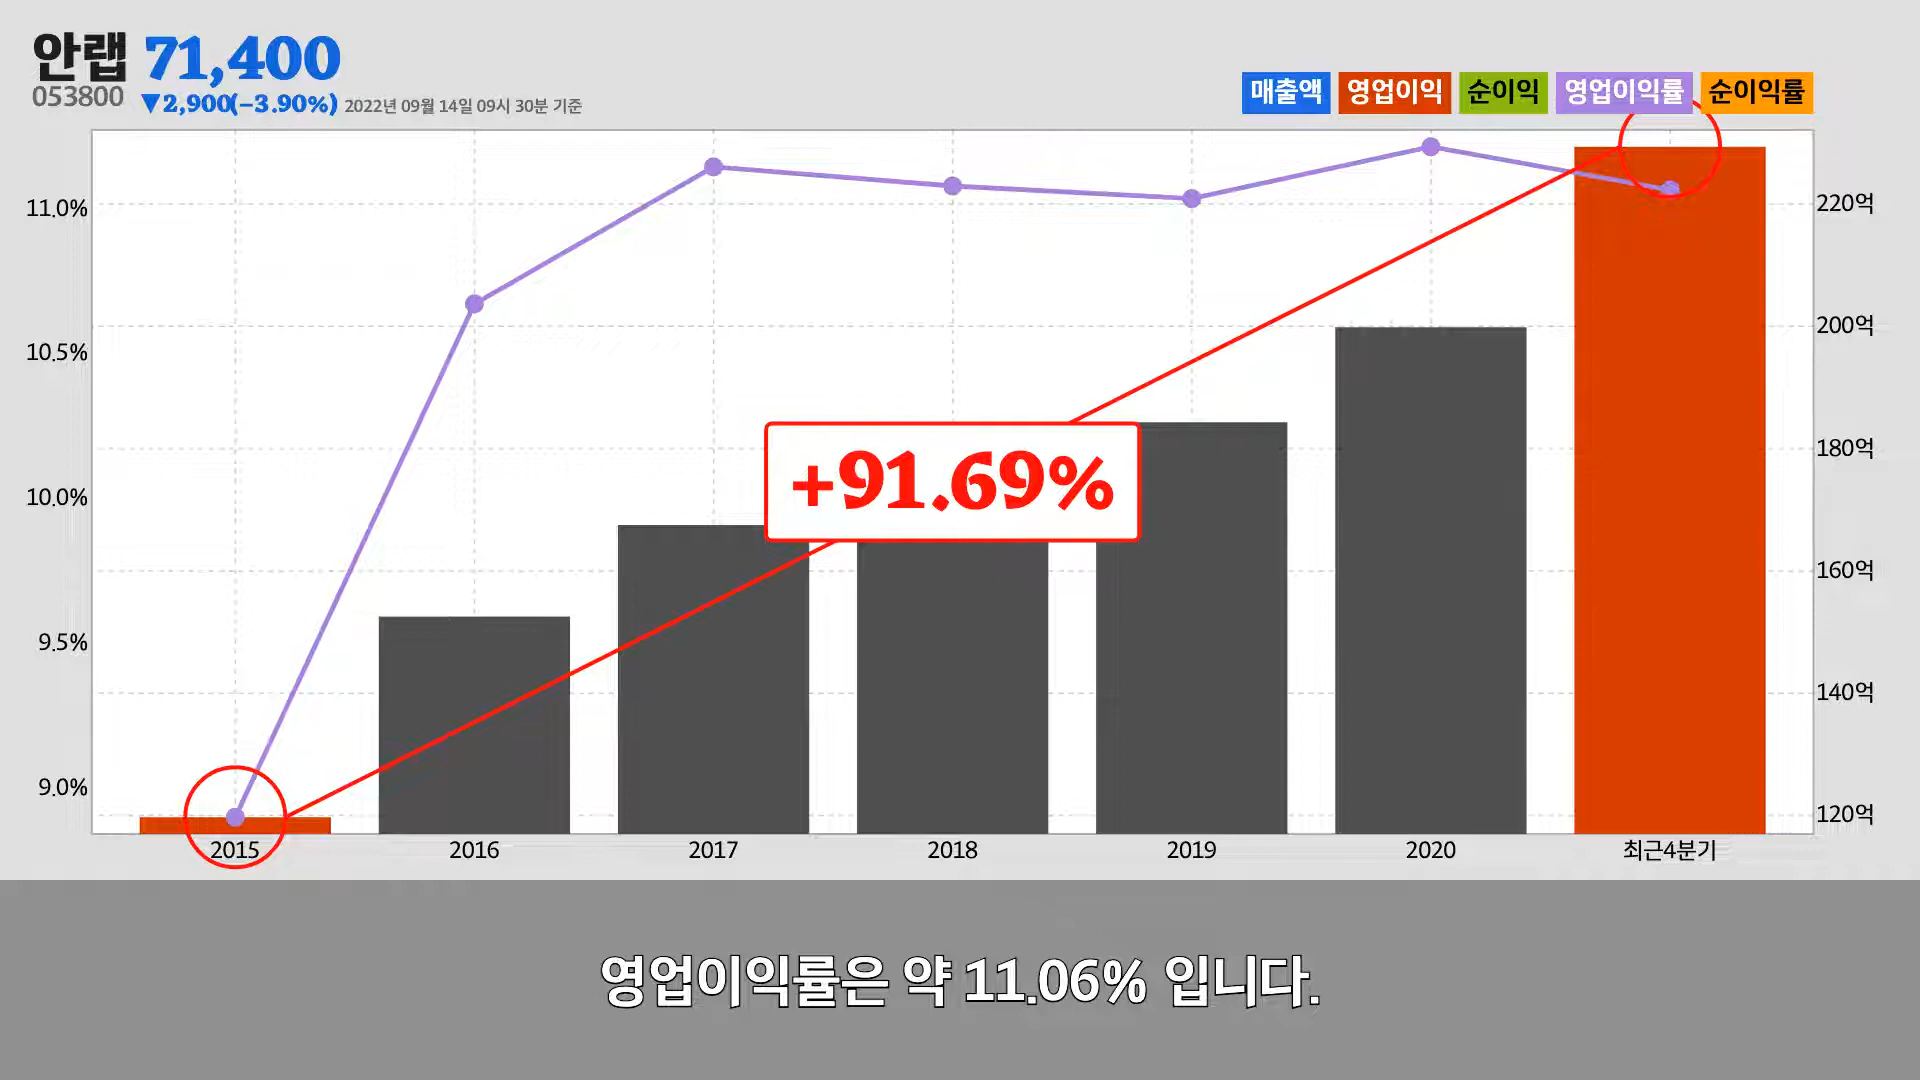 안랩 71,400
053800 ▼2,900(−3.90%) 2022년 09월 14일 09시 30분 기준
매출액 영업이익 순이익 영업이익률 순이익률
11.0%
10.5%
10.0%
9.5%
9.0%
220억
200억
180억
160억
140억
120억
+91.69%
2015 2016 2017 2018 2019 2020 최근4분기
영업이익률은 약 11.06% 입니다.